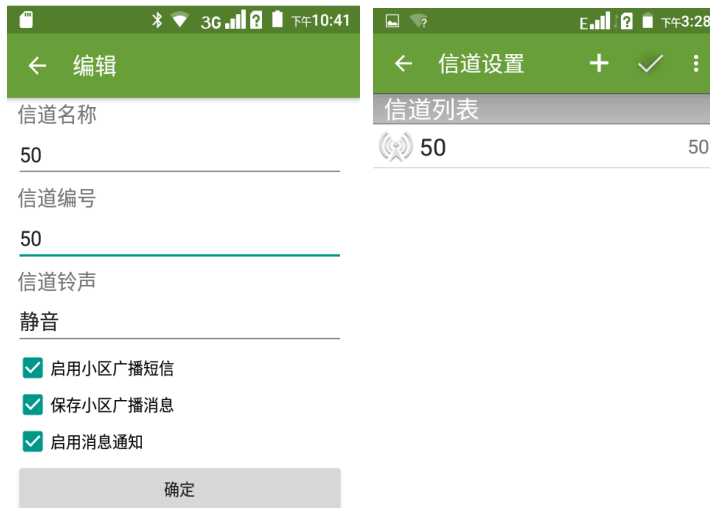 3G
下午10:41
编辑
信道名称
50
信道编号
50
信道铃声
静音
启用小区广播短信
保存小区广播消息
启用消息通知
确定
E
下午3:28
信道设置
信道列表
50
50